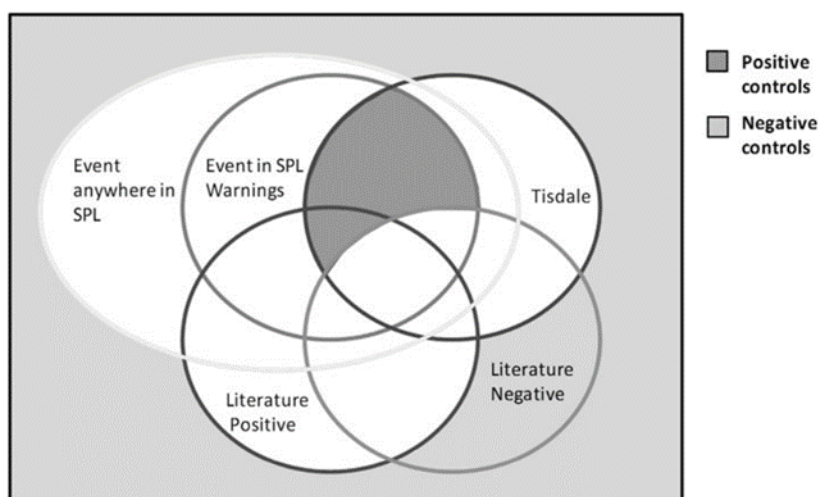 Positive
controls
Negative
controls
Event
anywhere in
SPL
Event in SPL
Warnings
Tisdale
Literature
Positive
Literature
Negative